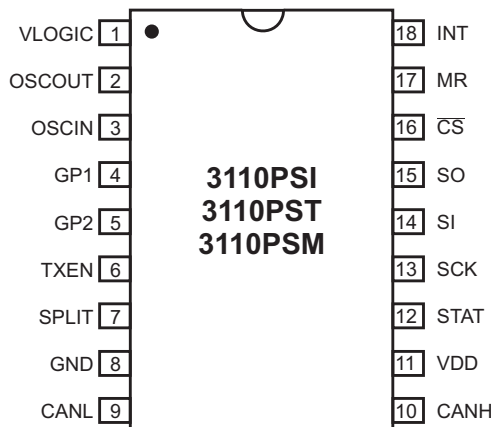 VLOGIC 1 18 INT
OSCOUT 2 17 MR
OSCIN 3 16 C̅S̅
GP1 4 3110PSI 15 SO
3110PST
GP2 5 14 SI
3110PSM
TXEN 6 13 SCK
SPLIT 7 12 STAT
GND 8 11 VDD
CANL 9 10 CANH